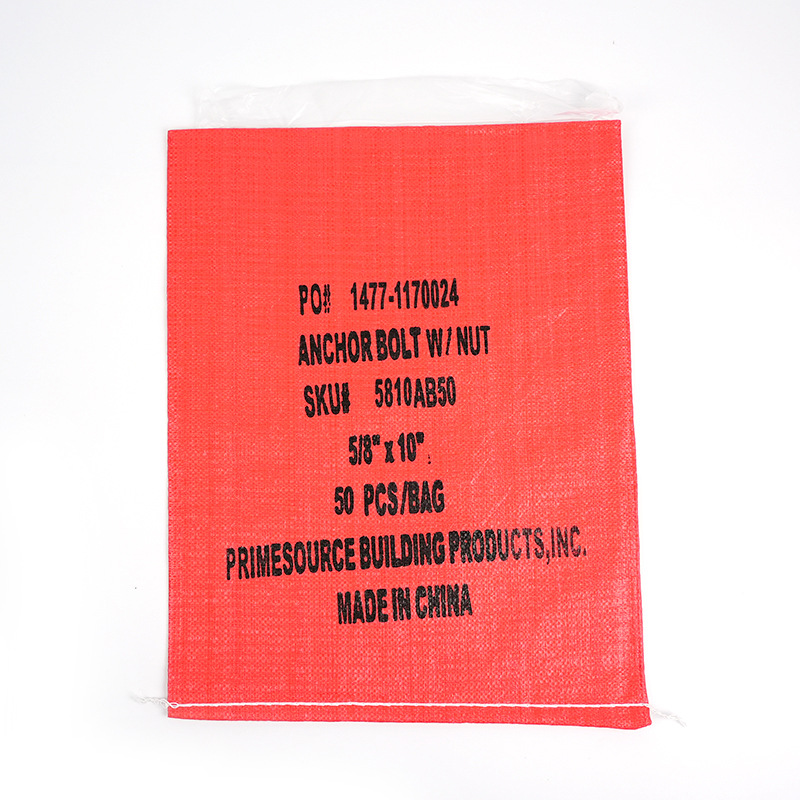 PO# 1477-1170024
ANCHOR BOLT W/ NUT
SKU# 5810AB50
5/8" x 10"
50 PCS/BAG
PRIMESOURCE BUILDING PRODUCTS,INC.
MADE IN CHINA